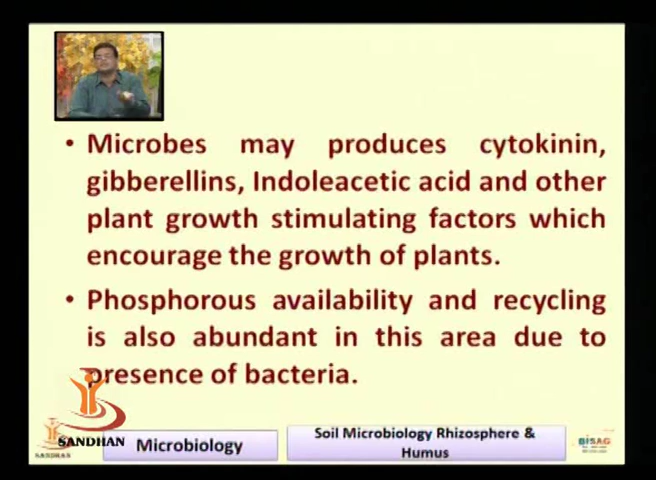 • Microbes may produces cytokinin,
gibberellins, Indoleacetic acid and other
plant growth stimulating factors which
encourage the growth of plants.
• Phosphorous availability and recycling
is also abundant in this area due to
presence of bacteria.
SANDHAN
SANDHAN
Microbiology
Soil Microbiology Rhizosphere &
Humus
BISAG